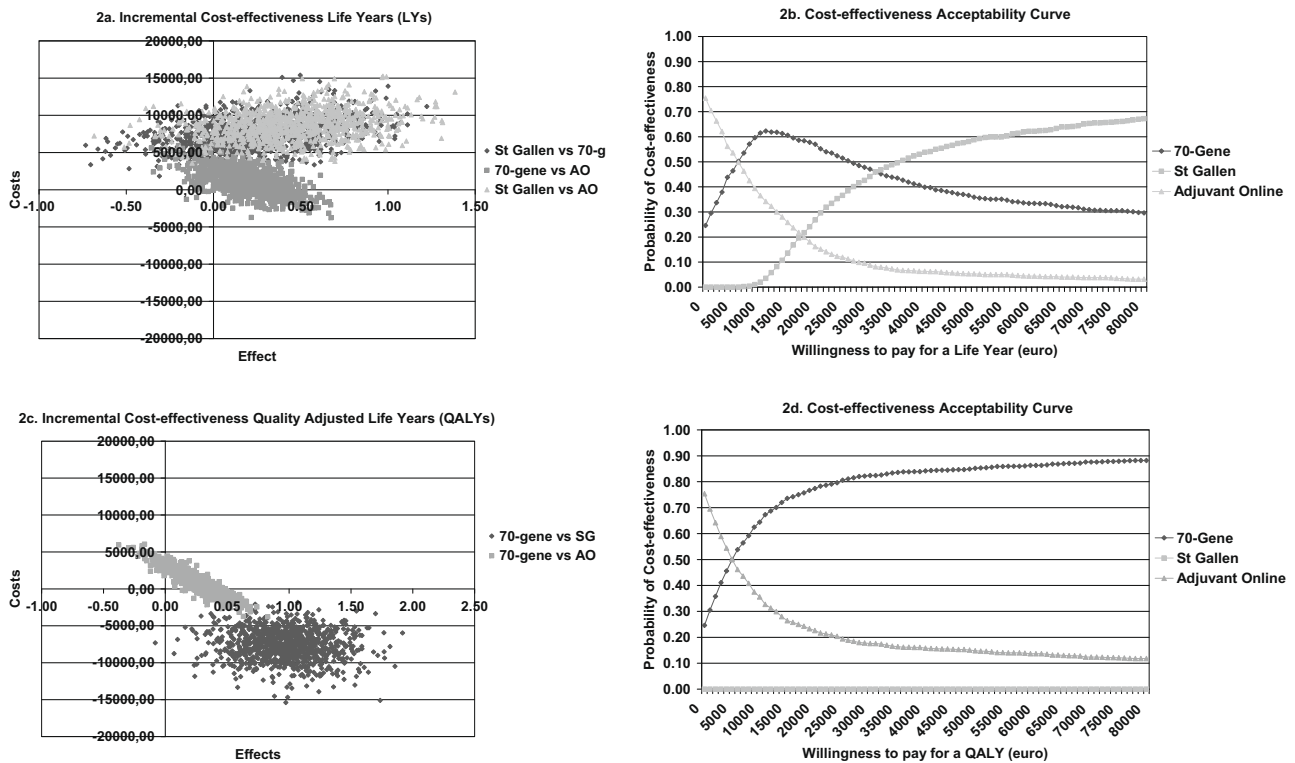 2a. Incremental Cost-effectiveness Life Years (LYs)
20000,00
15000,00
10000,00
5000,00
0,00
-5000,00
-10000,00
-15000,00
-20000,00
-1.00 -0.50 0.00 0.50 1.00 1.50
Costs
Effect
St Gallen vs 70-g
70-gene vs AO
St Gallen vs AO
2b. Cost-effectiveness Acceptability Curve
1.00
0.90
0.80
0.70
0.60
0.50
0.40
0.30
0.20
0.10
0.00
Probability of Cost-effectiveness
0 5000 10000 15000 20000 25000 30000 35000 40000 45000 50000 55000 60000 65000 70000 75000 80000
Willingness to pay for a Life Year (euro)
70-Gene
St Gallen
Adjuvant Online
2c. Incremental Cost-effectiveness Quality Adjusted Life Years (QALYs)
20000,00
15000,00
10000,00
5000,00
0,00
-5000,00
-10000,00
-15000,00
-20000,00
-1.00 -0.50 0.00 0.50 1.00 1.50 2.00 2.50
Costs
Effects
70-gene vs SG
70-gene vs AO
2d. Cost-effectiveness Acceptability Curve
1.00
0.90
0.80
0.70
0.60
0.50
0.40
0.30
0.20
0.10
0.00
Probability of Cost-effectiveness
0 5000 10000 15000 20000 25000 30000 35000 40000 45000 50000 55000 60000 65000 70000 75000 80000
Willingness to pay for a QALY (euro)
70-Gene
St Gallen
Adjuvant Online